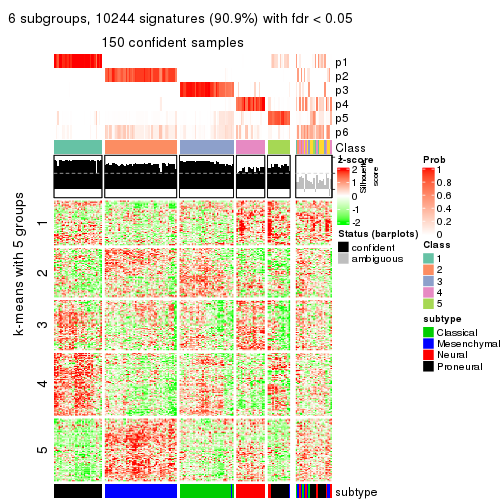 6 subgroups, 10244 signatures (90.9%) with fdr < 0.05
150 confident samples
p1
p2
p3
p4
p5
p6
Class
z-score
2
1
0
-1
-2
Silhouette
score
Prob
1
0.8
0.6
0.4
0.2
0
Status (barplots)
confident
ambiguous
Class
1
2
3
4
5
subtype
Classical
Mesenchymal
Neural
Proneural
k-means with 5 groups
1
2
3
4
5
subtype